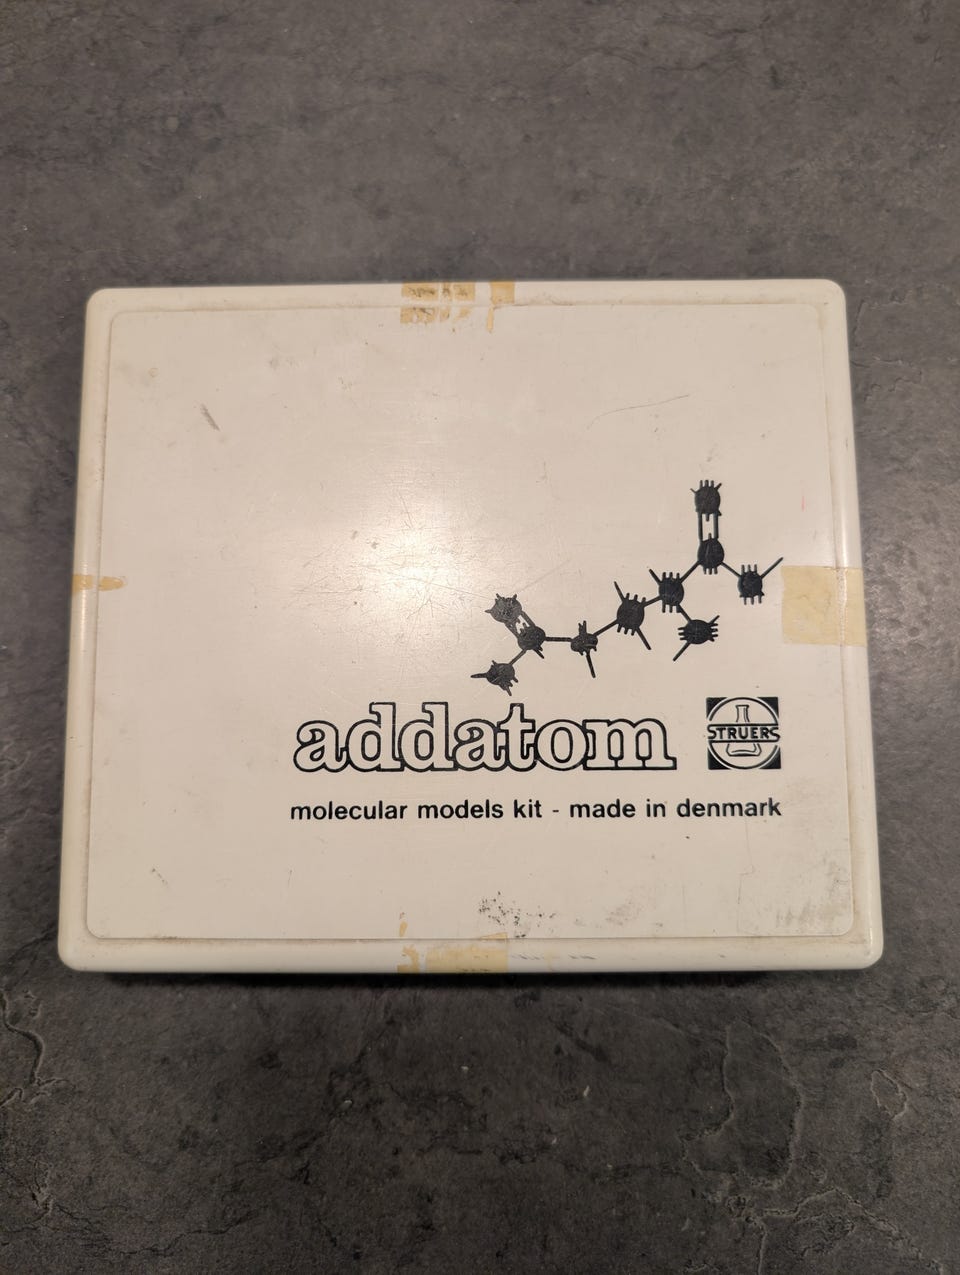 addatom
STRUERS
molecular models kit - made in denmark